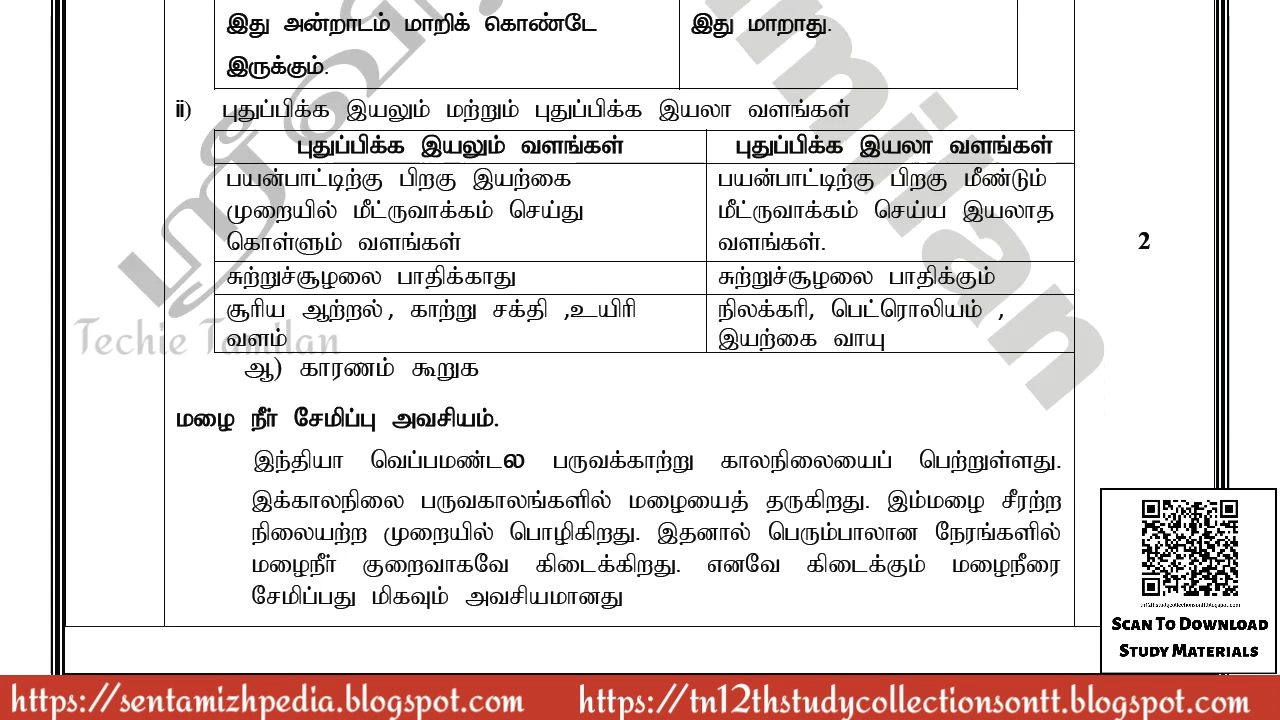 இது அன்றாடம் மாறிக் கொண்டே இருக்கும்.
இது மாறாது.
ii) புதுப்பிக்க இயலும் மற்றும் புதுப்பிக்க இயலா வளங்கள்
புதுப்பிக்க இயலும் வளங்கள்
புதுப்பிக்க இயலா வளங்கள்
பயன்பாட்டிற்கு பிறகு இயற்கை
முறையில் மீட்ருவாக்கம் செய்து
கொள்ளும் வளங்கள்
பயன்பாட்டிற்கு பிறகு மீண்டும்
மீட்ருவாக்கம் செய்ய இயலாத
வளங்கள்.
2
சுற்றுச்சூழலை பாதிக்காது
சுற்றுச்சூழலை பாதிக்கும்
சூரிய ஆற்றல் , காற்று சக்தி ,உயிரி
வளம்
நிலக்கரி, பெட்ரொலியம் ,
இயற்கை வாயு
Techie Tamilan
ஆ) காரணம் கூறுக
மழை நீர் சேமிப்பு அவசியம்.
இந்தியா வெப்பமண்டல பருவக்காற்று காலநிலையைப் பெற்றுள்ளது.
இக்காலநிலை பருவகாலங்களில் மழையைத் தருகிறது. இம்மழை சீரற்ற
நிலையற்ற முறையில் பொழிகிறது. இதனால் பெரும்பாலான நேரங்களில்
மழைநீர் குறைவாகவே கிடைக்கிறது. எனவே கிடைக்கும் மழைநீரை
சேமிப்பது மிகவும் அவசியமானது
tn12thstudycollectionsontt.blogspot.com
SCAN TO DOWNLOAD
STUDY MATERIALS
https://sentamizhpedia.blogspot.com
https://tn12thstudycollectionsontt.blogspot.com